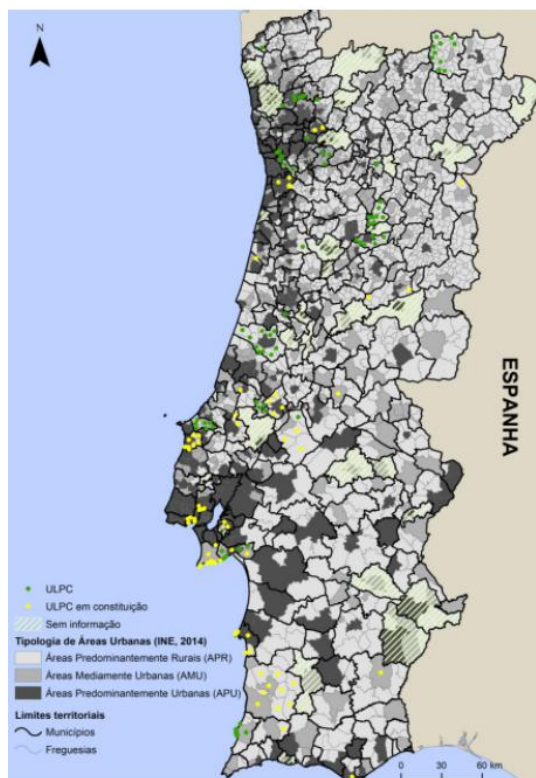 N
ESPANHA
ULPC
ULPC em constituição
Sem informação
Tipologia de Áreas Urbanas (INE, 2014)
Áreas Predominantemente Rurais (APR)
Áreas Mediamente Urbanas (AMU)
Áreas Predominantemente Urbanas (APU)
Limites territoriais
Municípios
Freguesias
0 30 60 km